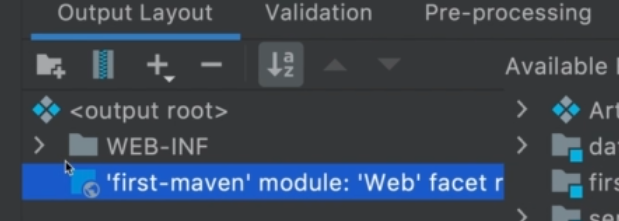 Output Layout Validation Pre-processing
Available
<output root>
WEB-INF
'first-maven' module: 'Web' facet